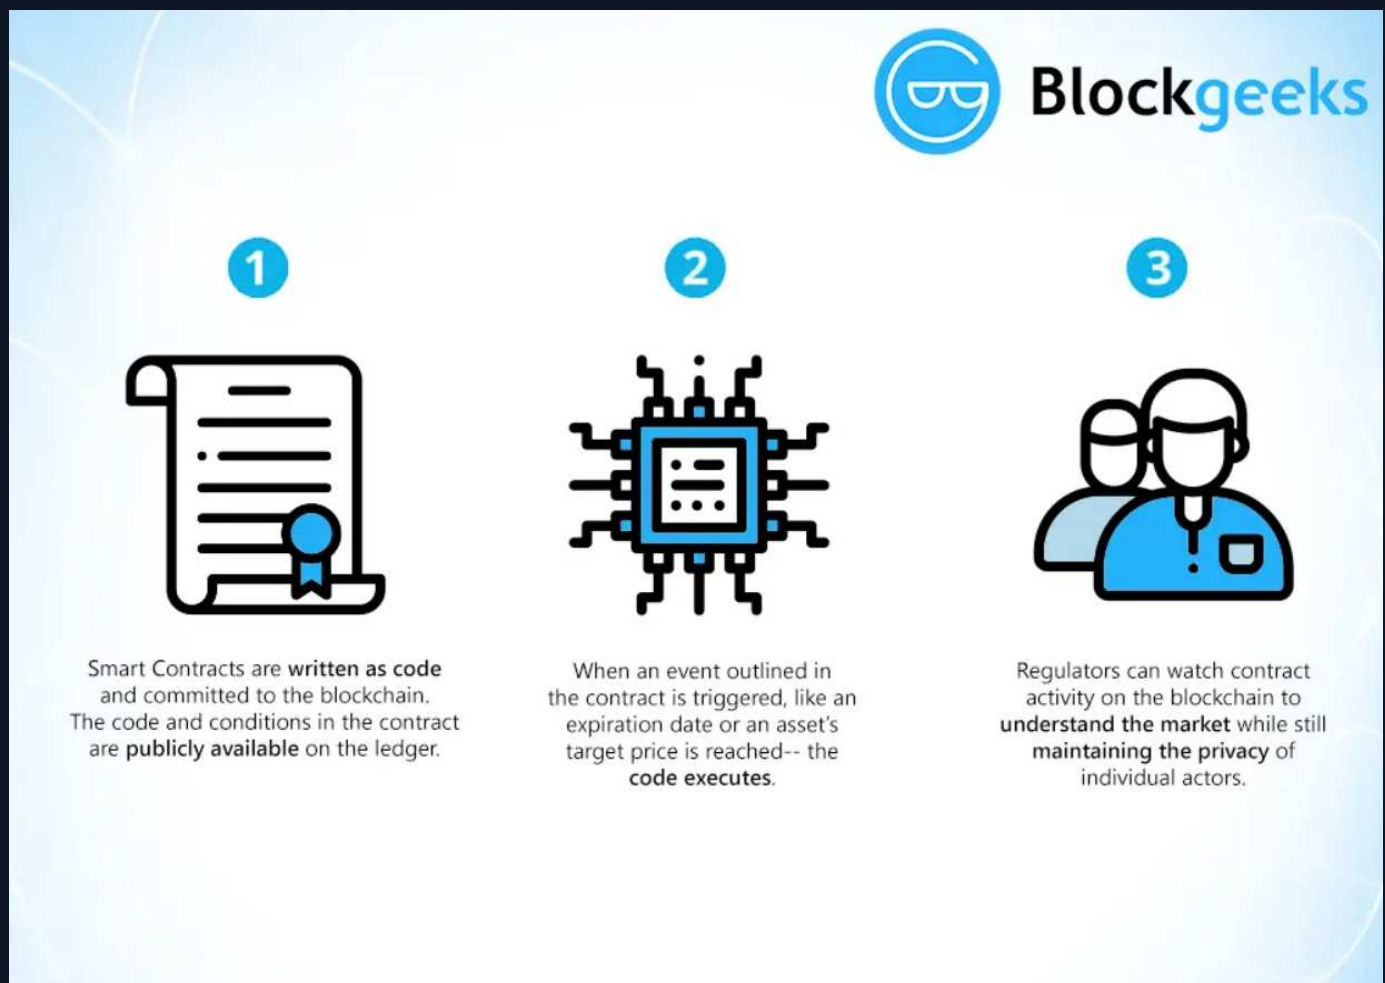 Blockgeeks
1
Smart Contracts are written as code
and committed to the blockchain.
The code and conditions in the contract
are publicly available on the ledger.
2
When an event outlined in
the contract is triggered, like an
expiration date or an asset's
target price is reached-- the
code executes.
3
Regulators can watch contract
activity on the blockchain to
understand the market while still
maintaining the privacy of
individual actors.